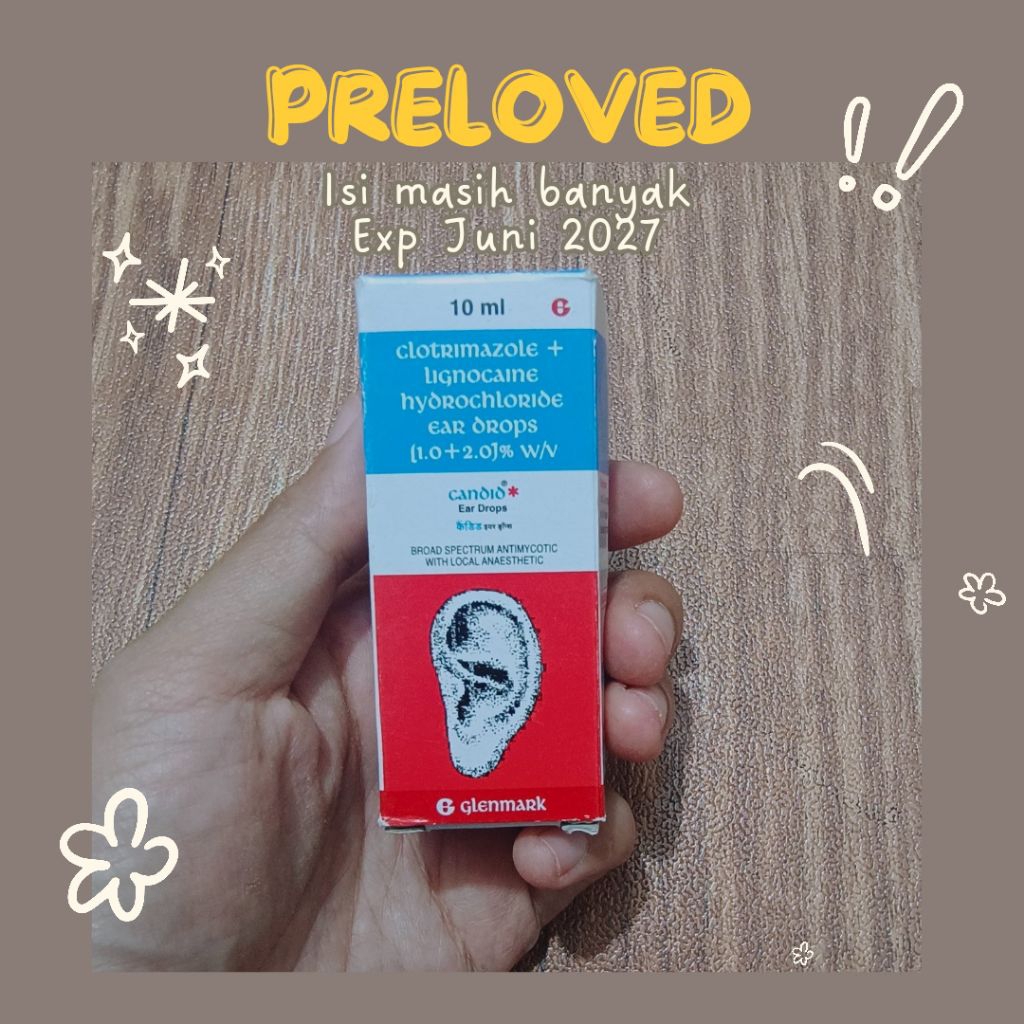 PRELOVED
Isi masih banyak
Exp Juni 2027
10 ml
clotrimazole +
lignocaine
hydrochloride
ear drops
(1.0+2.0)% w/v
candid®*
Ear Drops
कैंडिड इयर ड्रॉप्स
BROAD SPECTRUM ANTIMYCOTIC
WITH LOCAL ANAESTHETIC
G glenmark